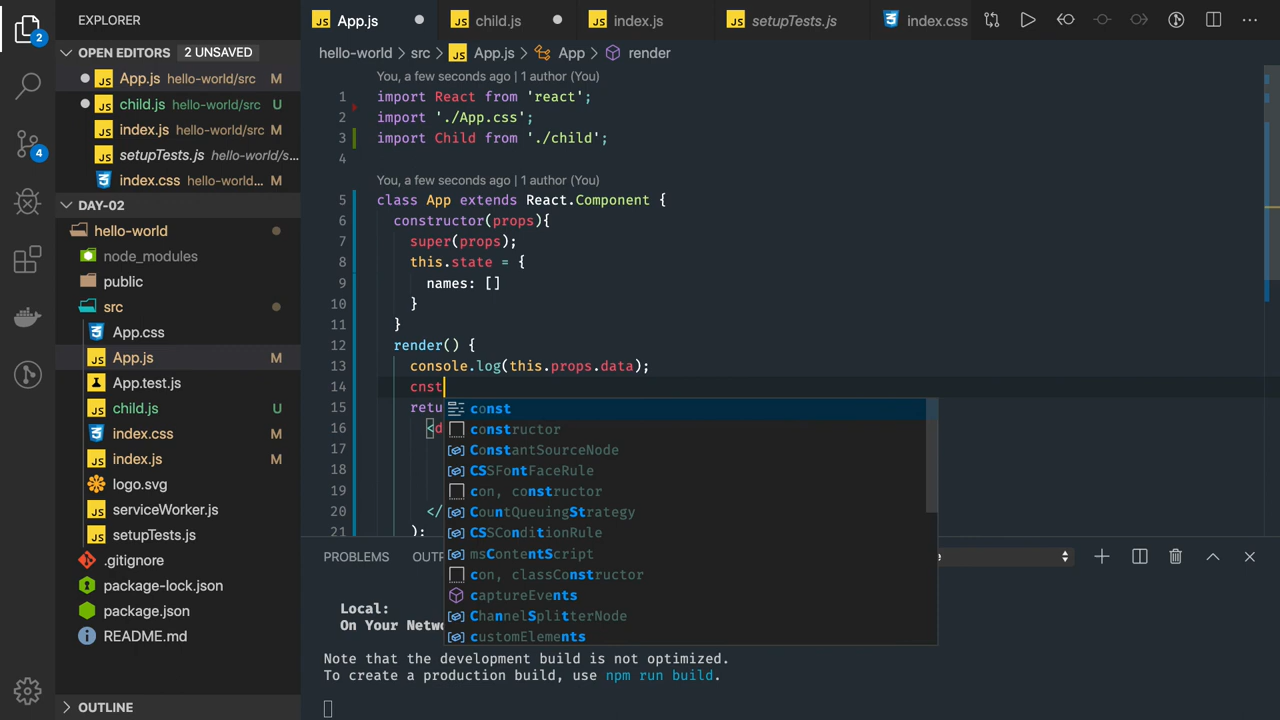 EXPLORER
OPEN EDITORS 2 UNSAVED
App.js hello-world/src M
child.js hello-world/src U
index.js hello-world/src M
setupTests.js hello-world/s...
index.css hello-world... M
DAY-02
hello-world
node_modules
public
src
App.css
App.js M
App.test.js
child.js U
index.css M
index.js M
logo.svg
serviceWorker.js
setupTests.js
.gitignore
package-lock.json
package.json
README.md
OUTLINE
2
4
App.js child.js index.js setupTests.js index.css
hello-world > src > App.js > App > render
You, a few seconds ago | 1 author (You)
1 import React from 'react';
2 import './App.css';
3 import Child from './child';
4
You, a few seconds ago | 1 author (You)
5 class App extends React.Component {
6 constructor(props){
7 super(props);
8 this.state = {
9 names: []
10 }
11 }
12 render() {
13 console.log(this.props.data);
14 cnst
15 retu
16 <d
17
18
19
20 </
21 );
const
constructor
ConstantSourceNode
CSSFontFaceRule
con, constructor
CountQueuingStrategy
CSSConditionRule
msContentScript
con, classConstructor
captureEvents
ChannelSplitterNode
customElements
PROBLEMS OUTP
Local:
On Your Netwo
Note that the development build is not optimized.
To create a production build, use npm run build.